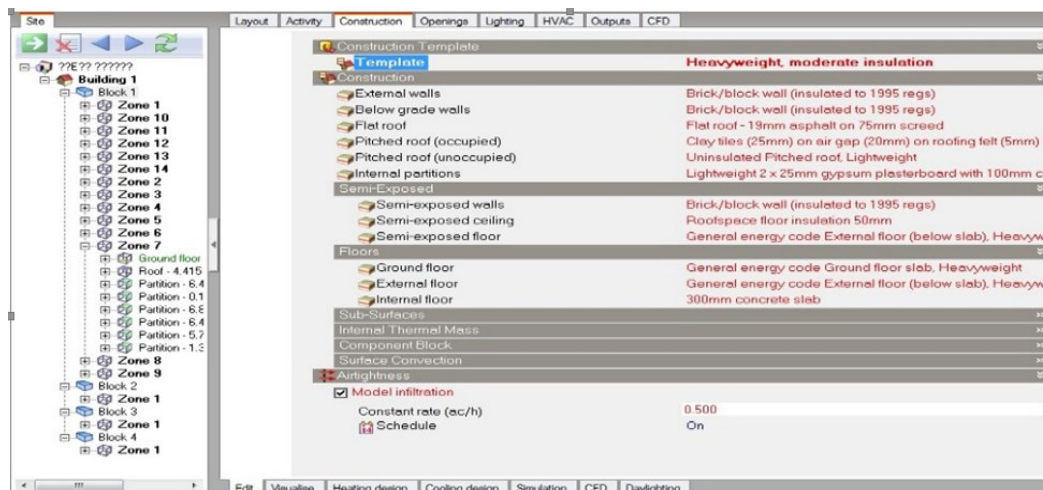 Site
Layout Activity Construction Openings Lighting HVAC Outputs CFD
??E?? ??????
Building 1
Block 1
Zone 1
Zone 10
Zone 11
Zone 12
Zone 13
Zone 14
Zone 2
Zone 3
Zone 4
Zone 5
Zone 6
Zone 7
Ground floor
Roof - 4.415
Partition - 6.4
Partition - 0.1
Partition - 6.8
Partition - 6.4
Partition - 5.7
Partition - 1.3
Zone 8
Zone 9
Block 2
Zone 1
Block 3
Zone 1
Block 4
Zone 1
Construction Template
Template Heavyweight, moderate insulation
Construction
External walls Brick/block wall (insulated to 1995 regs)
Below grade walls Brick/block wall (insulated to 1995 regs)
Flat roof Flat roof - 19mm asphalt on 75mm screed
Pitched roof (occupied) Clay tiles (25mm) on air gap (20mm) on roofing felt (5mm)
Pitched roof (unoccupied) Uninsulated Pitched roof, Lightweight
Internal partitions Lightweight 2 x 25mm gypsum plasterboard with 100mm c
Semi-Exposed
Semi-exposed walls Brick/block wall (insulated to 1995 regs)
Semi-exposed ceiling Roofspace floor insulation 50mm
Semi-exposed floor General energy code External floor (below slab), Heavyw
Floors
Ground floor General energy code Ground floor slab, Heavyweight
External floor General energy code External floor (below slab), Heavyw
Internal floor 300mm concrete slab
Sub-Surfaces
Internal Thermal Mass
Component Block
Surface Convection
Airtightness
Model infiltration
Constant rate (ac/h) 0.500
Schedule On
Edit Visualise Heating design Cooling design Simulation CFD Daylighting